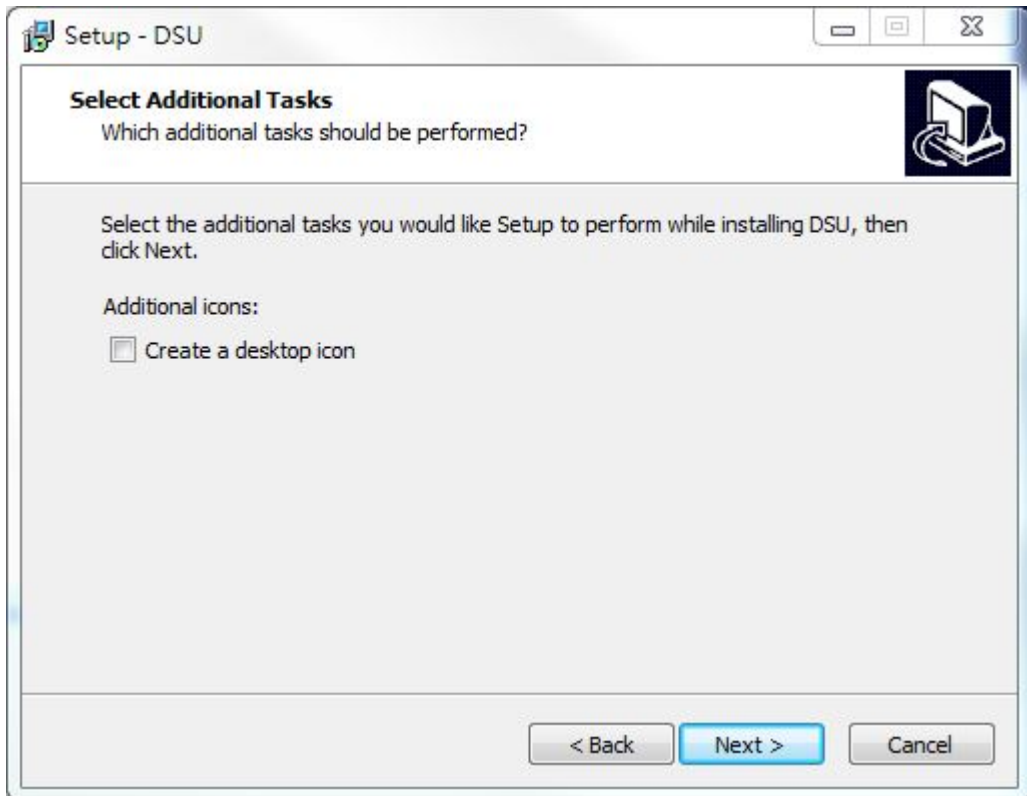 Setup - DSU
Select Additional Tasks
Which additional tasks should be performed?
Select the additional tasks you would like Setup to perform while installing DSU, then
click Next.
Additional icons:
Create a desktop icon
< Back
Next >
Cancel